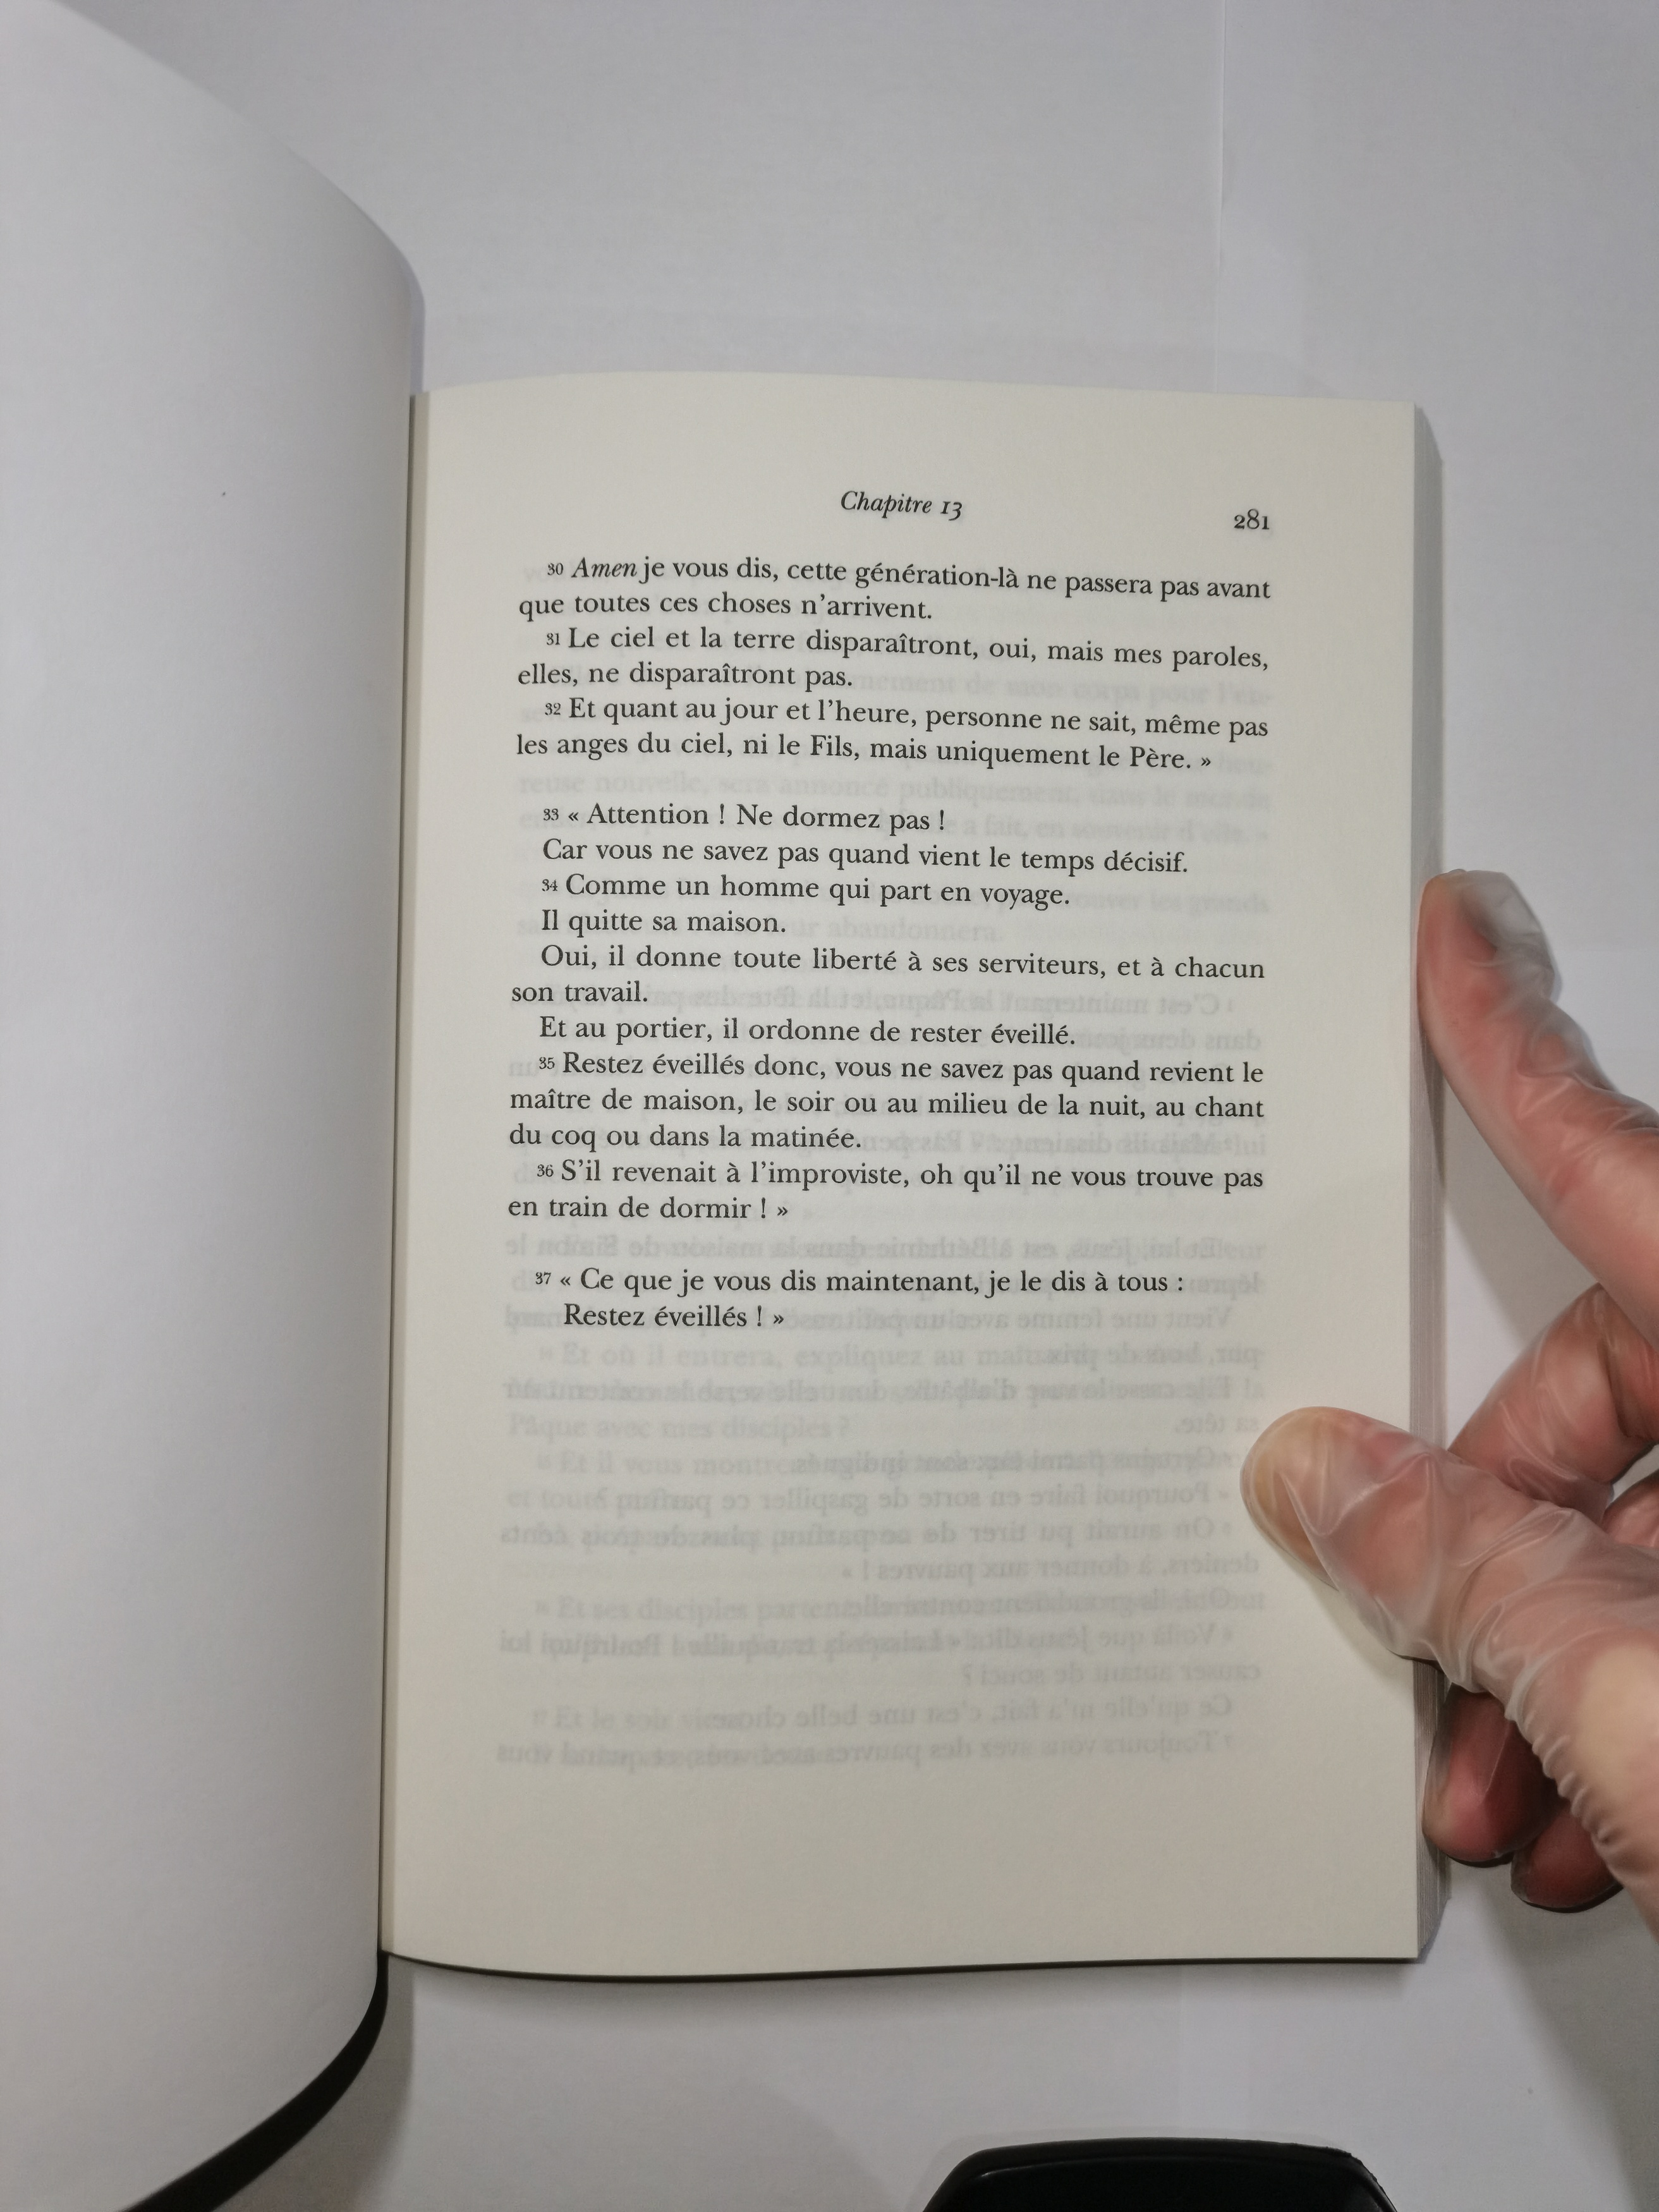 Chapitre 13
281
30 Amen je vous dis, cette génération-là ne passera pas avant
que toutes ces choses n'arrivent.
31 Le ciel et la terre disparaîtront, oui, mais mes paroles,
elles, ne disparaîtront pas.
32 Et quant au jour et l'heure, personne ne sait, même pas
les anges du ciel, ni le Fils, mais uniquement le Père. »
33 « Attention ! Ne dormez pas !
Car vous ne savez pas quand vient le temps décisif.
34 Comme un homme qui part en voyage.
Il quitte sa maison.
Oui, il donne toute liberté à ses serviteurs, et à chacun
son travail.
Et au portier, il ordonne de rester éveillé.
35 Restez éveillés donc, vous ne savez pas quand revient le
maître de maison, le soir ou au milieu de la nuit, au chant
du coq ou dans la matinée.
36 S'il revenait à l'improviste, oh qu'il ne vous trouve pas
en train de dormir ! »
37 « Ce que je vous dis maintenant, je le dis à tous :
Restez éveillés ! »